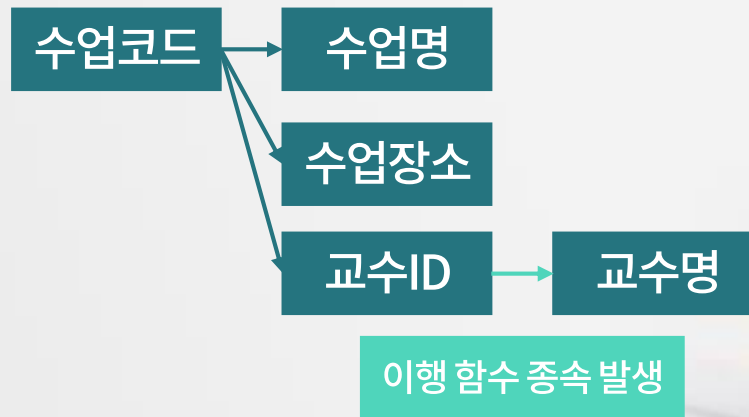 수업코드
수업명
수업장소
교수ID
교수명
이행 함수 종속 발생